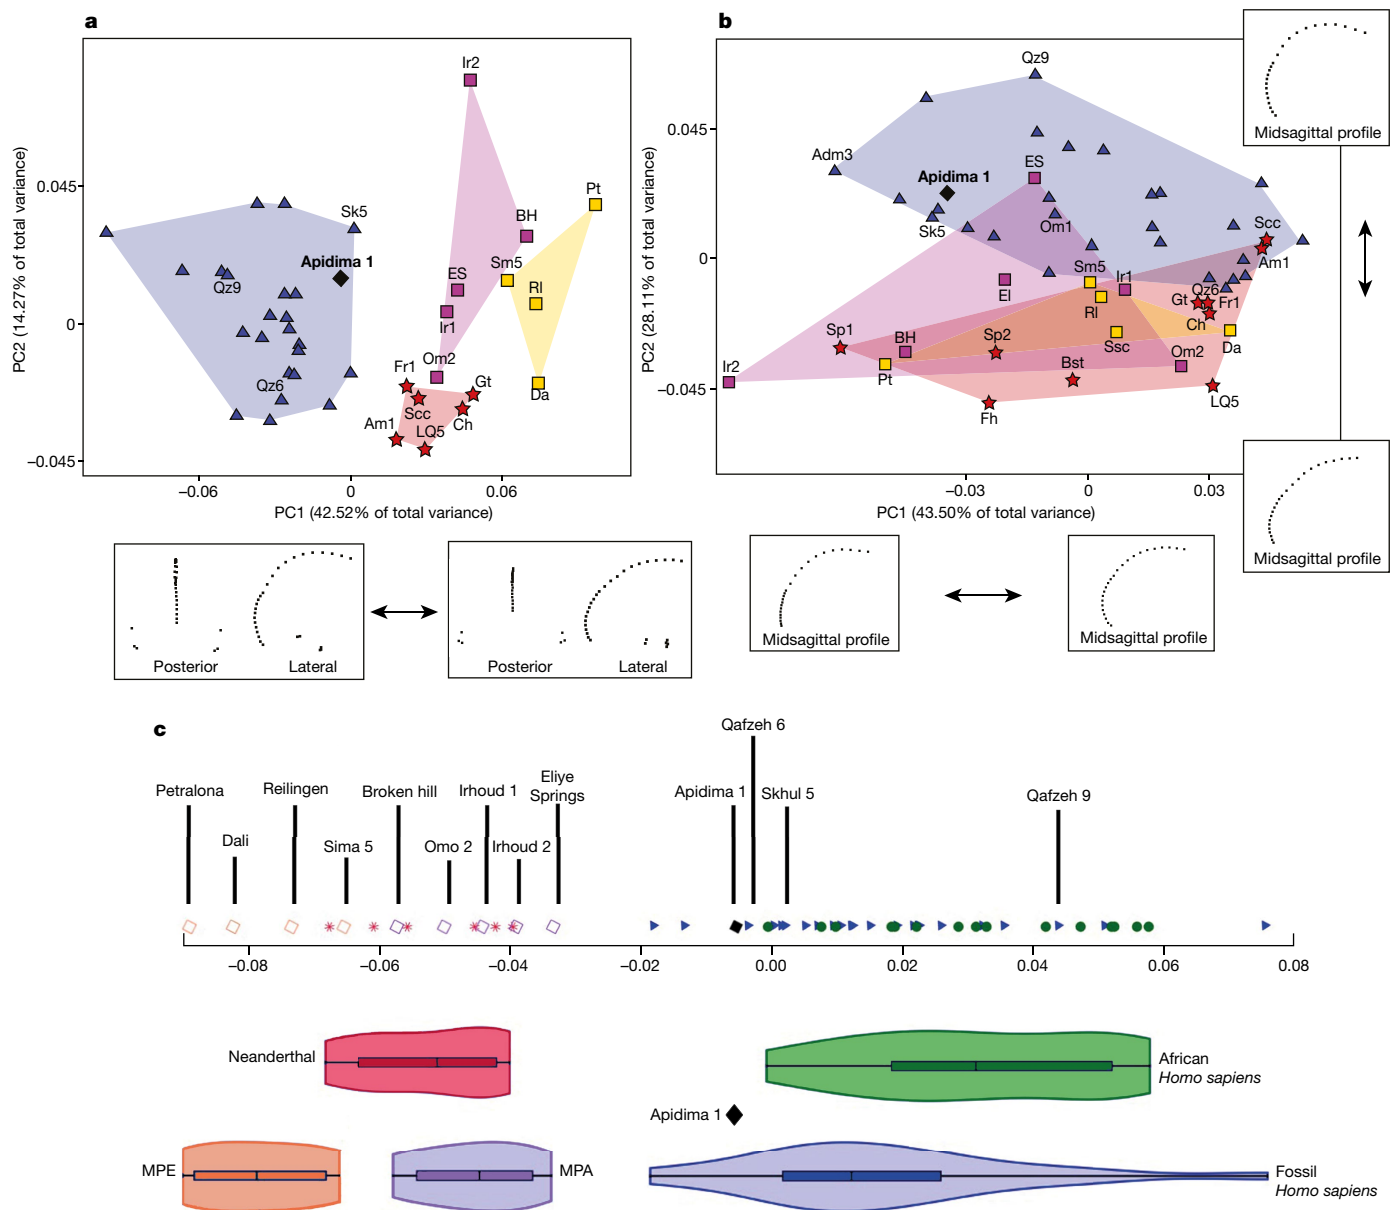 a
PC2 (14.27% of total variance)
0.045
0
−0.045
−0.06
0
0.06
PC1 (42.52% of total variance)
Ir2
Pt
BH
Sk5
Apidima 1
Sm5
ES
Rl
Qz9
Ir1
Om2
Fr1
Gt
Da
Qz6
Scc
Am1
LQ5
Ch
Posterior
Lateral
Posterior
Lateral
b
PC2 (28.11% of total variance)
0.045
0
−0.045
−0.03
0
0.03
PC1 (43.50% of total variance)
Qz9
Adm3
ES
Apidima 1
Sk5
Om1
Scc
Am1
Sm5
Ir1
El
Qz6
Rl
Gt
Fr1
Sp1
BH
Sp2
Ch
Ssc
Da
Ir2
Pt
Bst
Om2
Fh
LQ5
Midsagittal profile
Midsagittal profile
Midsagittal profile
Midsagittal profile
c
Qafzeh 6
Petralona
Reilingen
Broken hill
Irhoud 1
Eliye
Springs
Apidima 1
Skhul 5
Qafzeh 9
Dali
Sima 5
Omo 2
Irhoud 2
−0.08
−0.06
−0.04
−0.02
0.00
0.02
0.04
0.06
0.08
Neanderthal
African
Homo sapiens
Apidima 1
MPE
MPA
Fossil
Homo sapiens